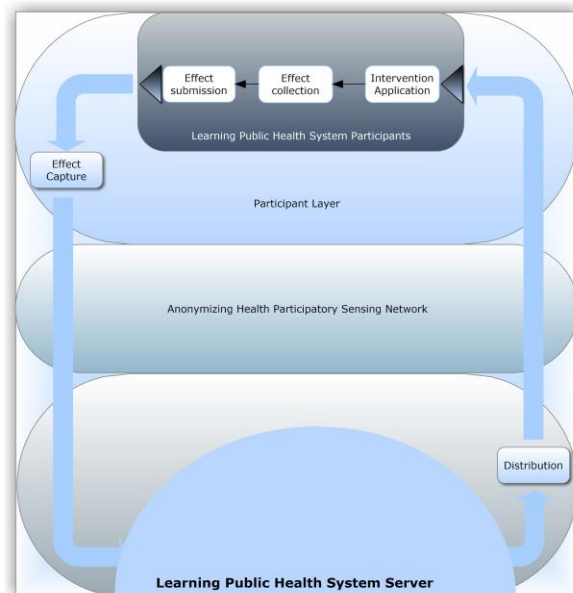 Effect
submission
Effect
collection
Intervention
Application
Learning Public Health System Participants
Effect
Capture
Participant Layer
Anonymizing Health Participatory Sensing Network
Distribution
Learning Public Health System Server